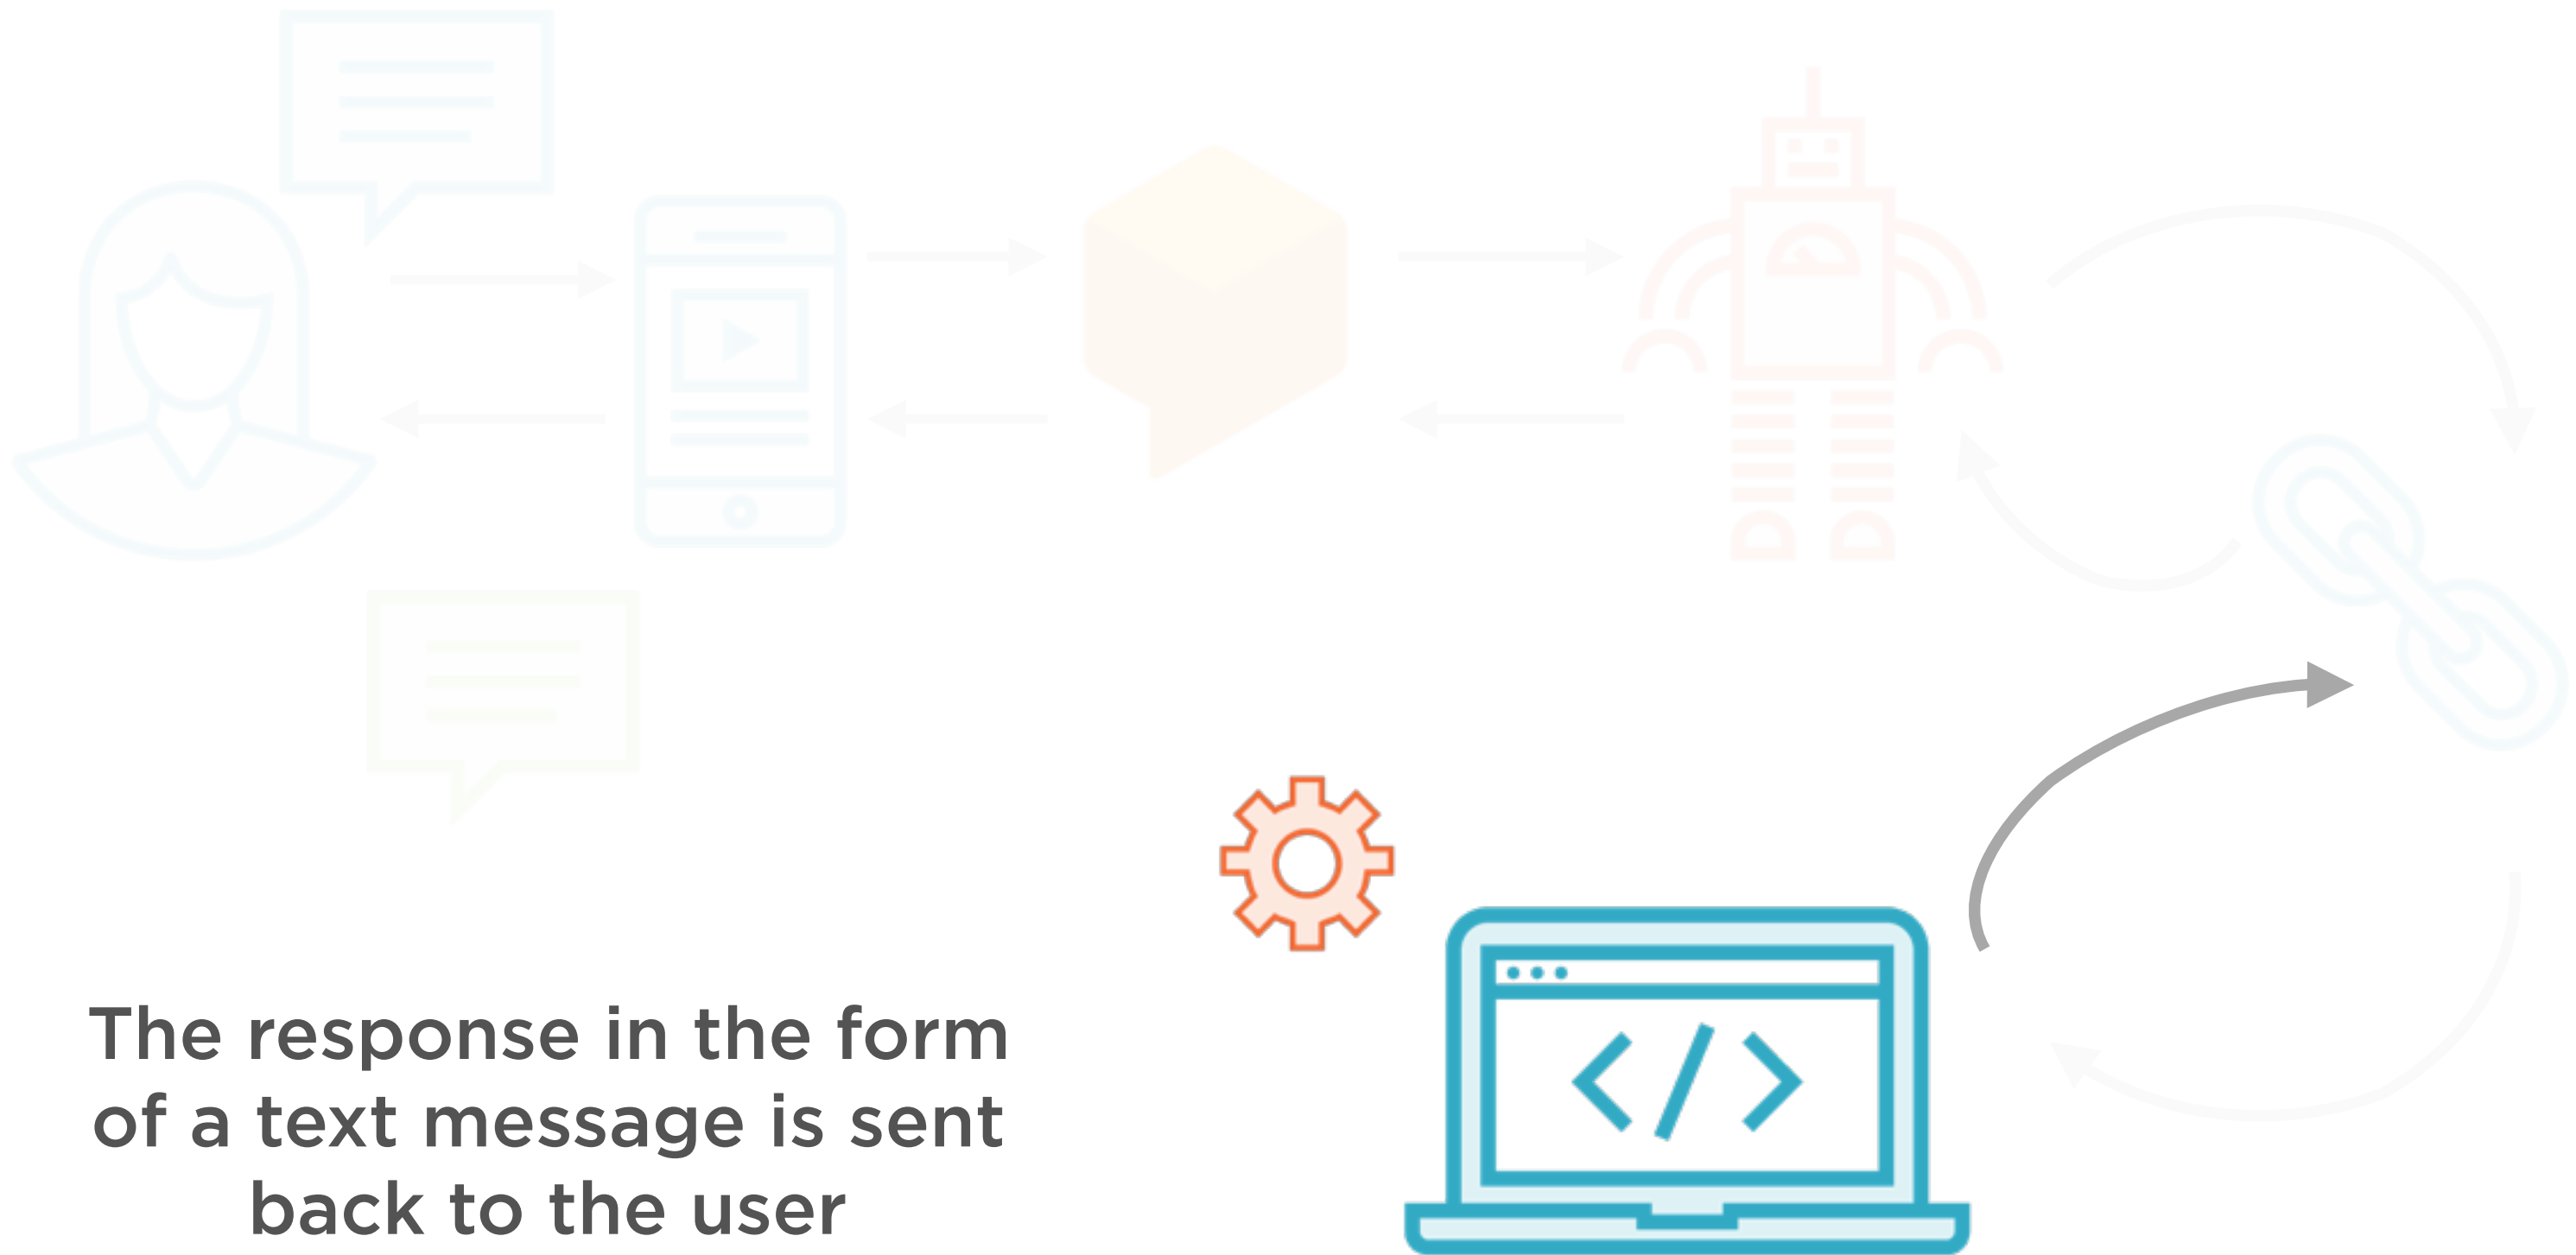 The response in the form
of a text message is sent
back to the user